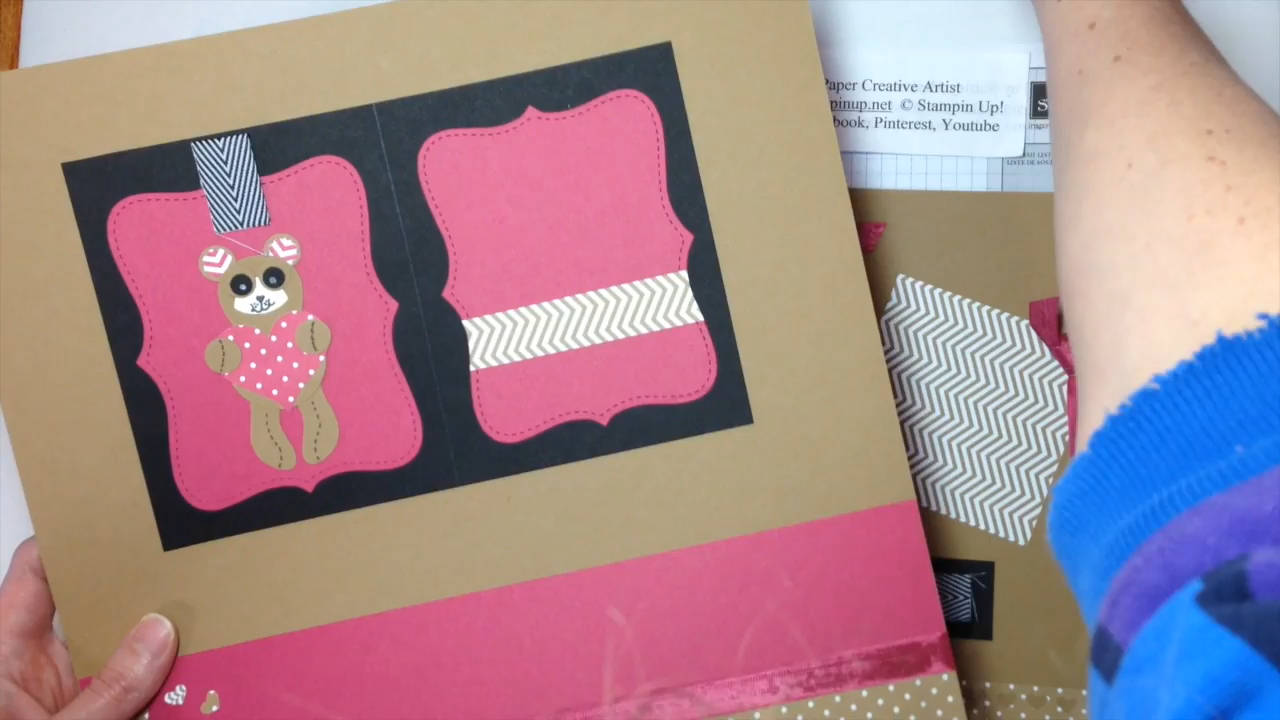 Paper Creative Artist
pinup.net © Stampin Up!
book, Pinterest, Youtube